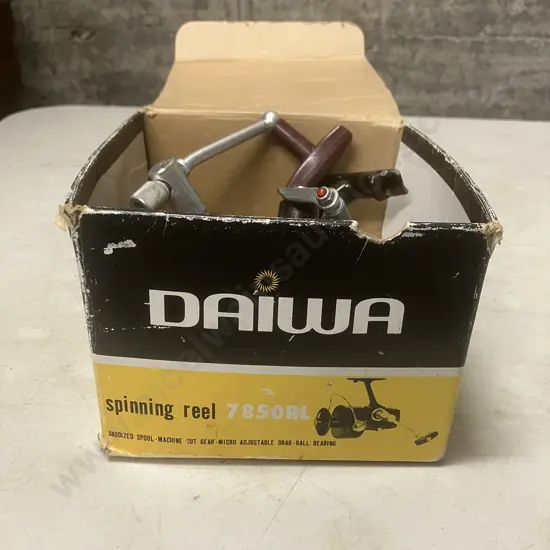 DAIWA
spinning reel 7850RL
ANODIZED SPOOL-MACHINE CUT GEAR-MICRO ADJUSTABLE DRAG-BALL BEARING